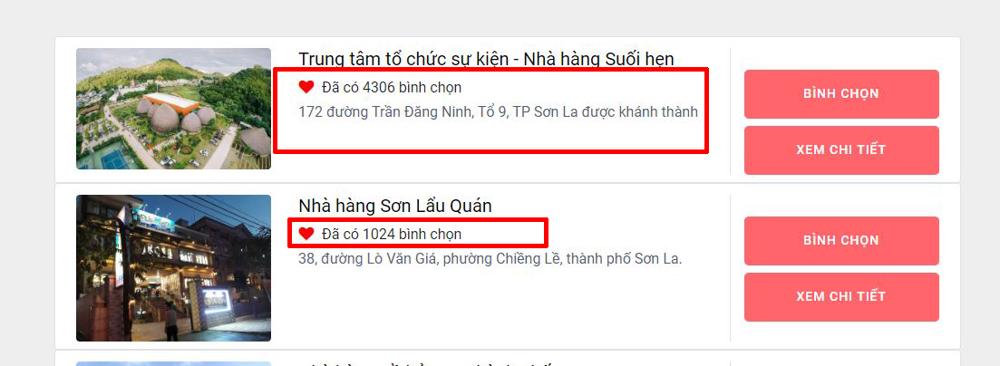 Trung tâm tổ chức sự kiện - Nhà hàng Suối hẹn
Đã có 4306 bình chọn
172 đường Trần Đăng Ninh, Tổ 9, TP Sơn La được khánh thành
BÌNH CHỌN
XEM CHI TIẾT
Nhà hàng Sơn Lẩu Quán
Đã có 1024 bình chọn
38, đường Lò Văn Giá, phường Chiềng Lề, thành phố Sơn La.
BÌNH CHỌN
XEM CHI TIẾT